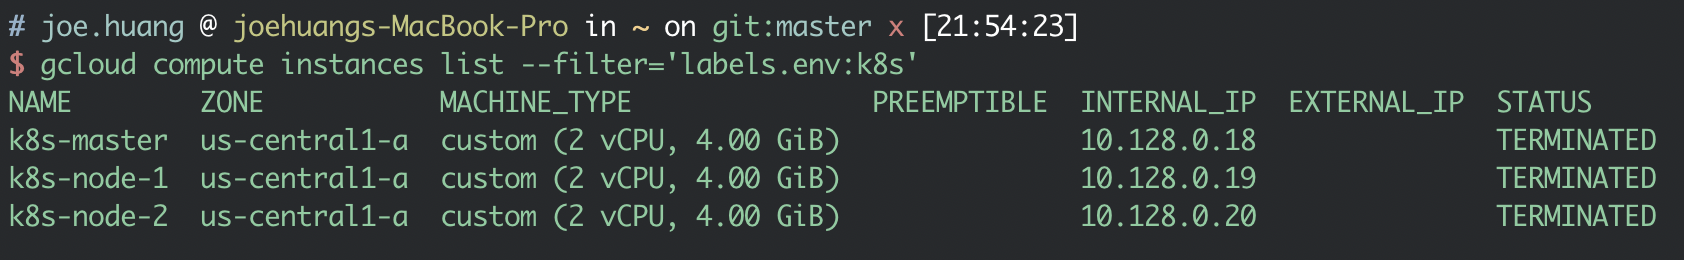 # joe.huang @ joehuangs-MacBook-Pro in ~ on git:master x [21:54:23]
$ gcloud compute instances list --filter='labels.env:k8s'
NAME        ZONE           MACHINE_TYPE               PREEMPTIBLE  INTERNAL_IP  EXTERNAL_IP  STATUS
k8s-master  us-central1-a  custom (2 vCPU, 4.00 GiB)               10.128.0.18               TERMINATED
k8s-node-1  us-central1-a  custom (2 vCPU, 4.00 GiB)               10.128.0.19               TERMINATED
k8s-node-2  us-central1-a  custom (2 vCPU, 4.00 GiB)               10.128.0.20               TERMINATED